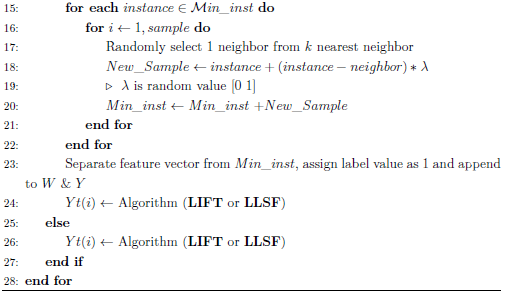 15: for each instance ∈ Min_inst do
16: for i ← 1, sample do
17: Randomly select 1 neighbor from k nearest neighbor
18: New_Sample ← instance + (instance − neighbor) ∗ λ
19: ▷ λ is random value [0 1]
20: Min_inst ← Min_inst +New_Sample
21: end for
22: end for
23: Separate feature vector from Min_inst, assign label value as 1 and append
to W & Y
24: Yt(i) ← Algorithm (LIFT or LLSF)
25: else
26: Yt(i) ← Algorithm (LIFT or LLSF)
27: end if
28: end for